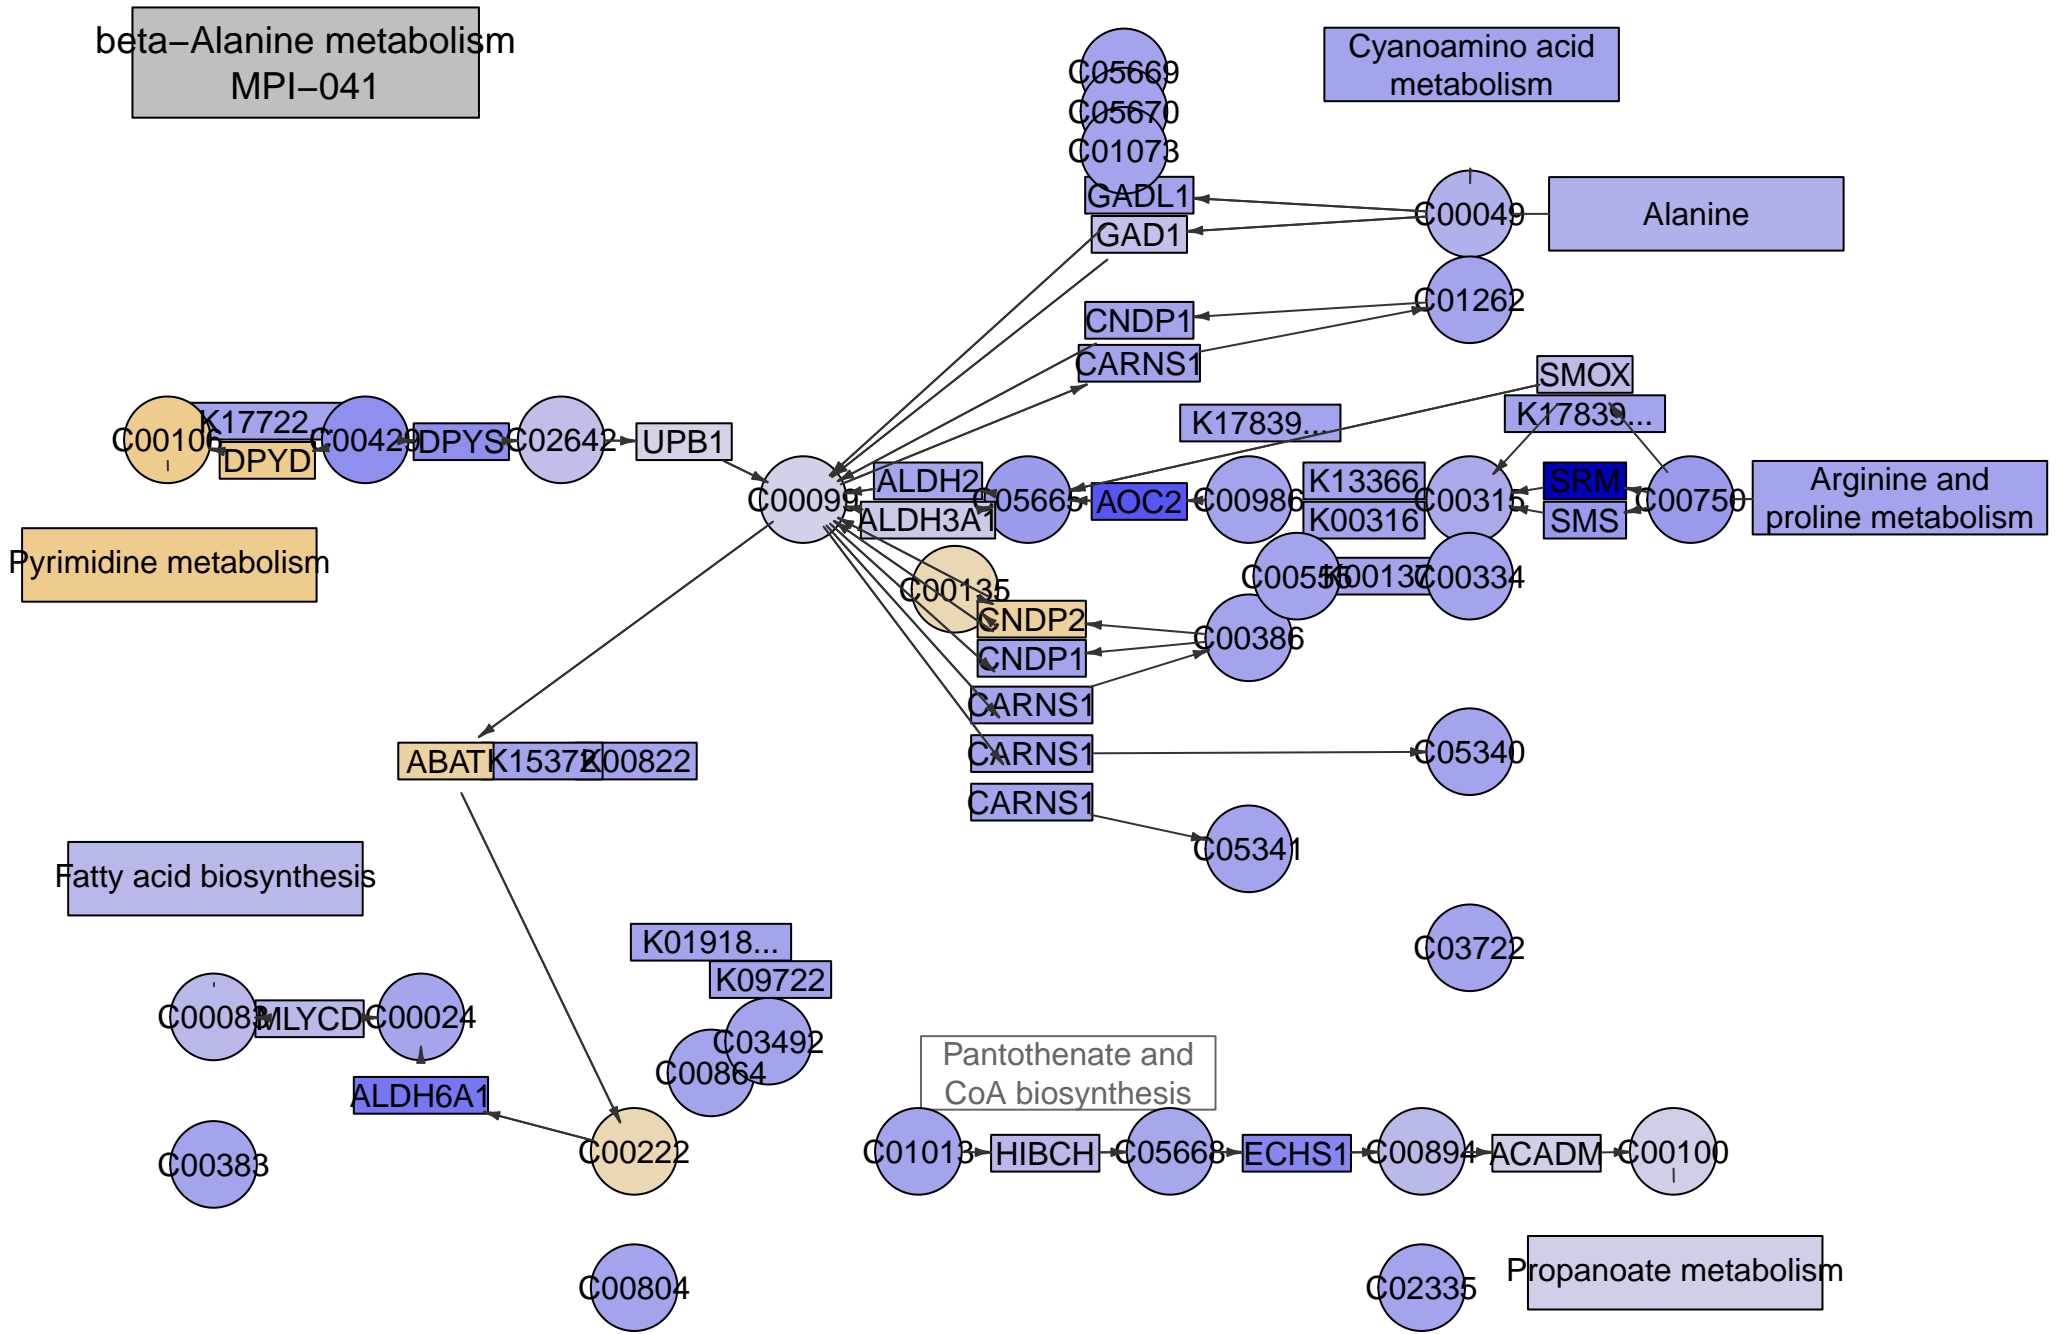 beta−Alanine metabolism
MPI−041
C05669
Cyanoamino acid
metabolism
C05670
C01073
GADL1
C00049
Alanine
GAD1
C01262
CNDP1
CARNS1
SMOX
K17839...
K17839...
C00106
K17722...
DPYD
C00429
DPYS
C02642
UPB1
C00099
ALDH2
ALDH3A1
C05665
AOC2
C00986
K13366
K00316
C00315
SRM
SMS
C00750
Arginine and
proline metabolism
Pyrimidine metabolism
C00135
C00555
K00137
C00334
CNDP2
C00386
CNDP1
CARNS1
ABAT
K15372
K00822
CARNS1
C05340
CARNS1
C05341
Fatty acid biosynthesis
K01918...
C03722
K09722
C00083
MLYCD
C00024
C03492
C00864
Pantothenate and
CoA biosynthesis
ALDH6A1
C00383
C00222
C01013
HIBCH
C05668
ECHS1
C00894
ACADM
C00100
C00804
C02335
Propanoate metabolism